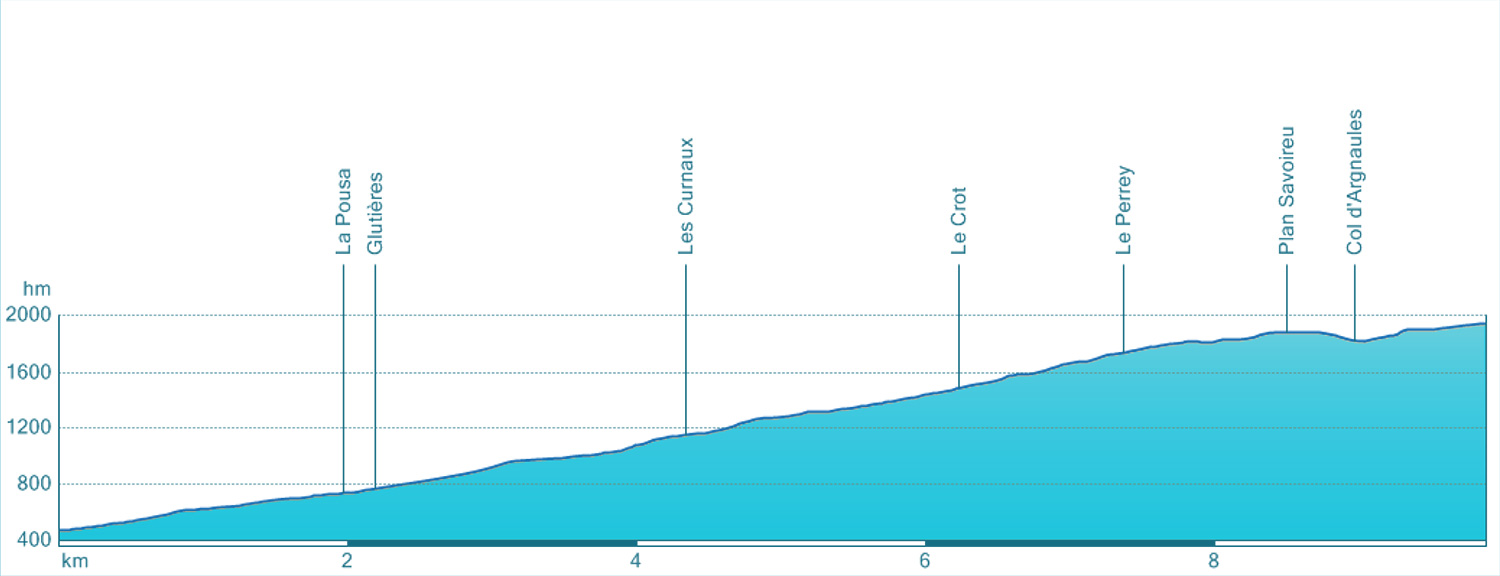 La Pousa
Glutières
Les Curnaux
Le Crot
Le Perrey
Plan Savoireu
Col d'Argnaules
hm
2000
1600
1200
800
400
km
2
4
6
8